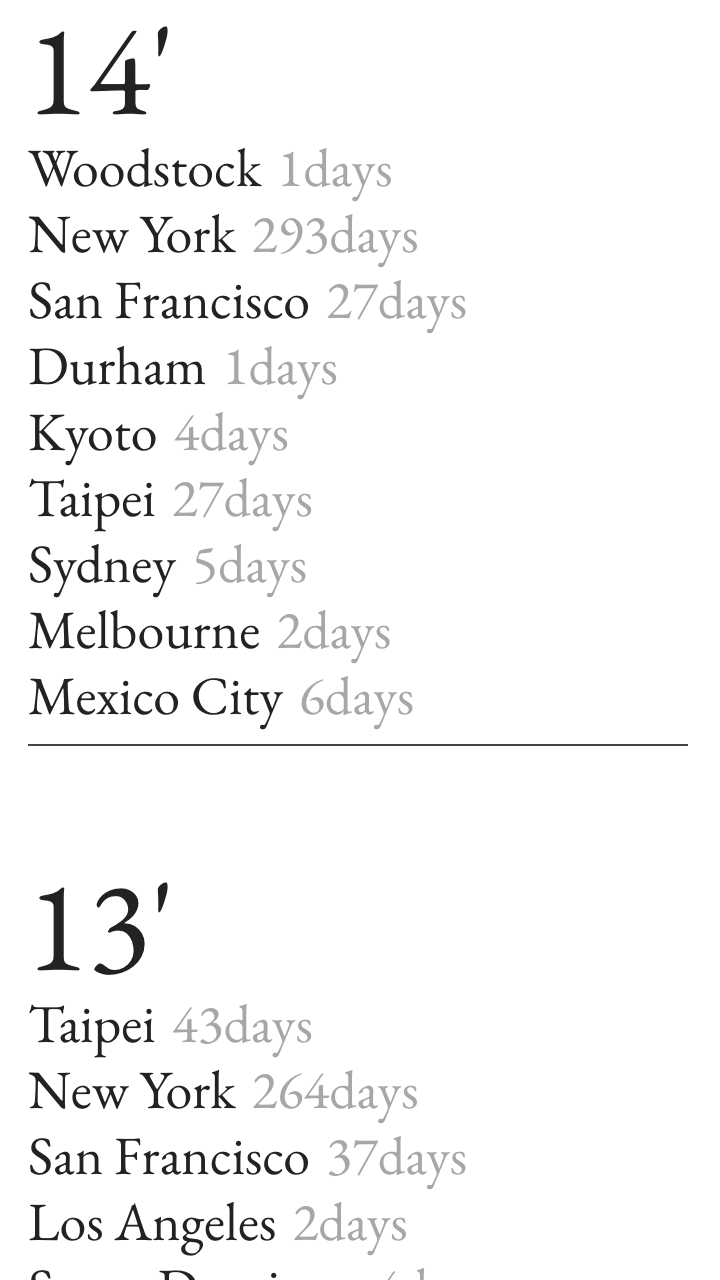 14'
Woodstock 1days
New York 293days
San Francisco 27days
Durham 1days
Kyoto 4days
Taipei 27days
Sydney 5days
Melbourne 2days
Mexico City 6days
13'
Taipei 43days
New York 264days
San Francisco 37days
Los Angeles 2days